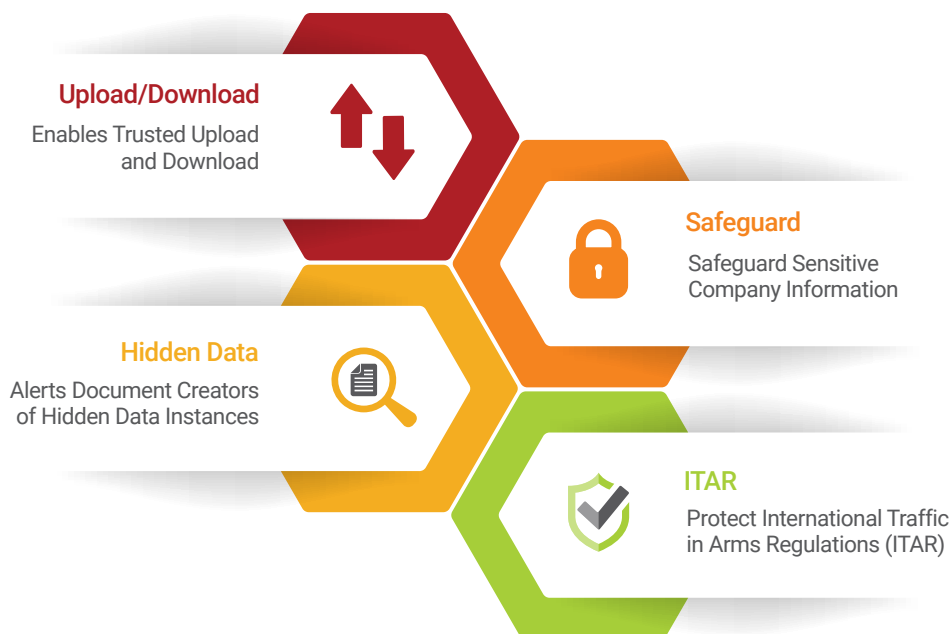 Upload/Download
Enables Trusted Upload
and Download
Safeguard
Safeguard Sensitive
Company Information
Hidden Data
Alerts Document Creators
of Hidden Data Instances
ITAR
Protect International Traffic
in Arms Regulations (ITAR)